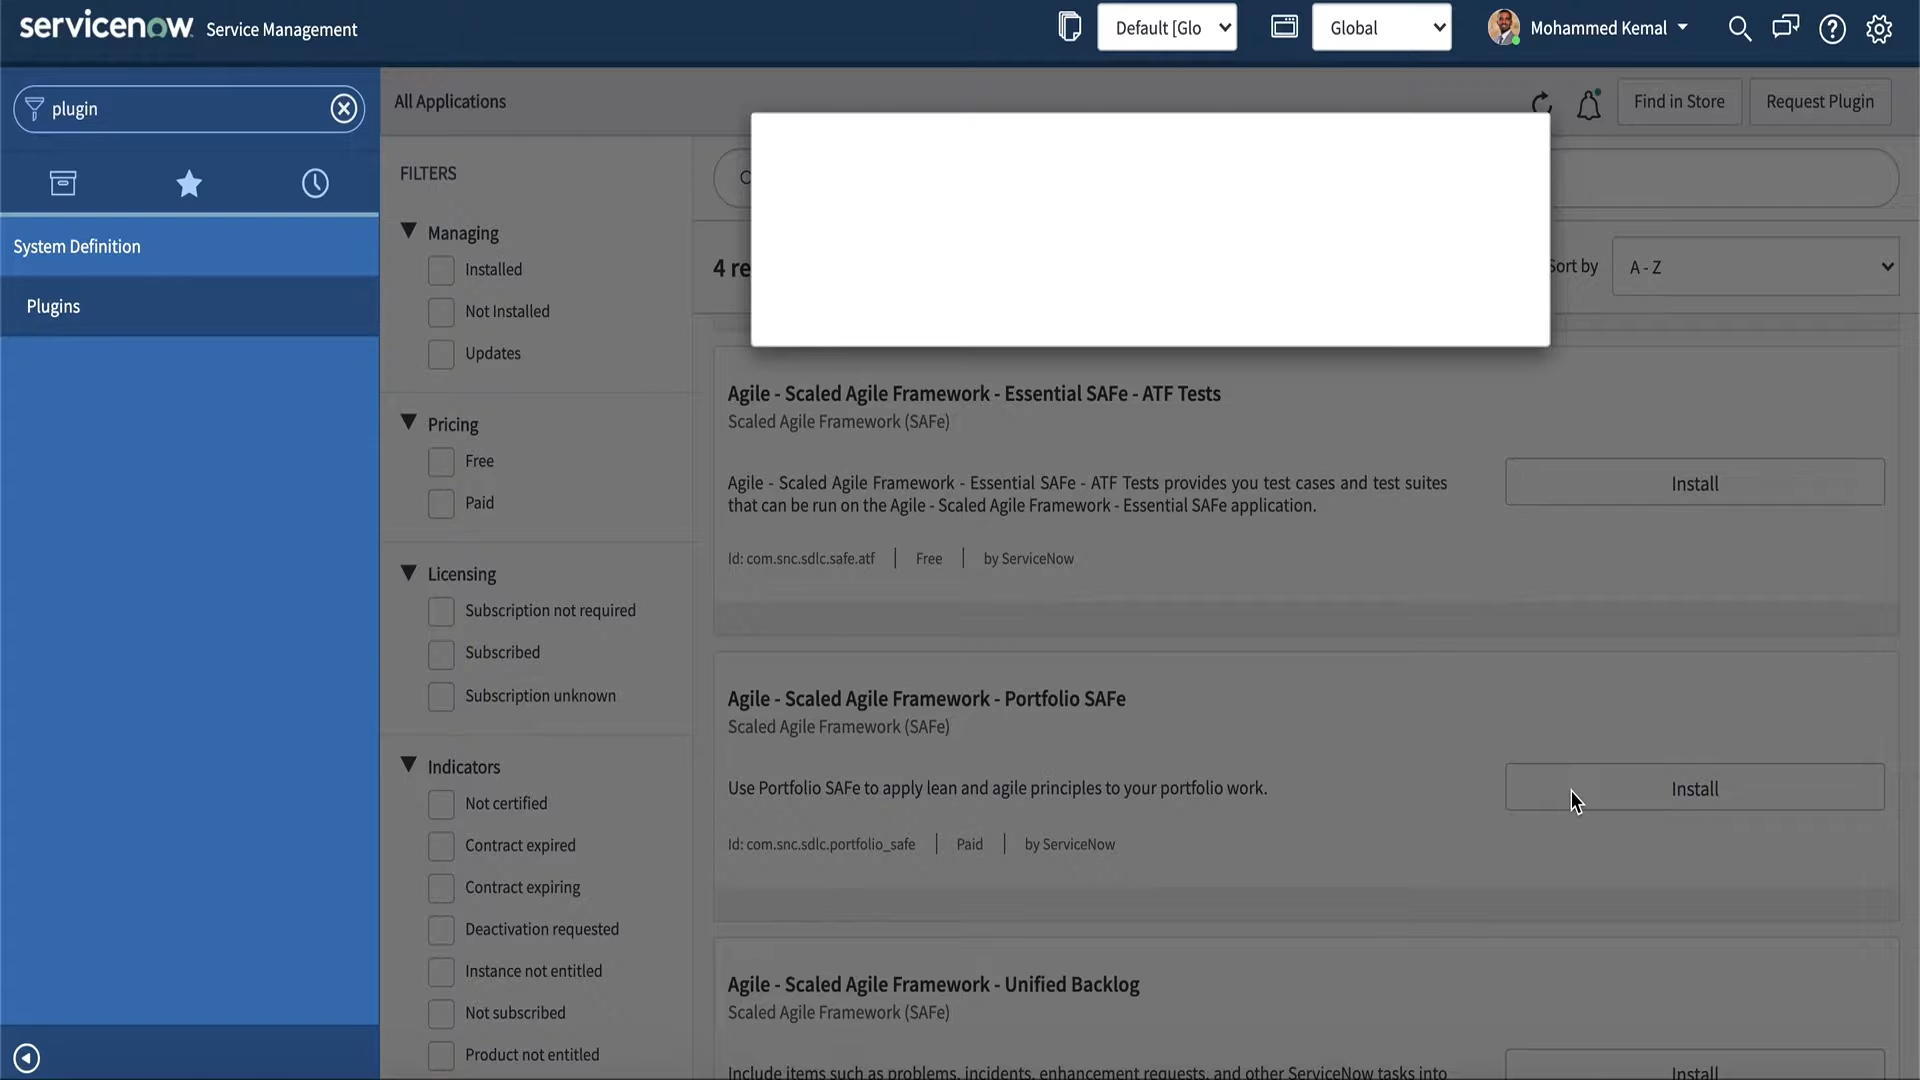 servicenow Service Management
Default [Glo
Global
Mohammed Kemal
plugin
System Definition
Plugins
All Applications
Find in Store
Request Plugin
FILTERS
Managing
Installed
Not Installed
Updates
Pricing
Free
Paid
Licensing
Subscription not required
Subscribed
Subscription unknown
Indicators
Not certified
Contract expired
Contract expiring
Deactivation requested
Instance not entitled
Not subscribed
Product not entitled
4 re
Sort by
A - Z
Agile - Scaled Agile Framework - Essential SAFe - ATF Tests
Scaled Agile Framework (SAFe)
Agile - Scaled Agile Framework - Essential SAFe - ATF Tests provides you test cases and test suites
that can be run on the Agile - Scaled Agile Framework - Essential SAFe application.
Install
Id: com.snc.sdlc.safe.atf | Free | by ServiceNow
Agile - Scaled Agile Framework - Portfolio SAFe
Scaled Agile Framework (SAFe)
Use Portfolio SAFe to apply lean and agile principles to your portfolio work.
Install
Id: com.snc.sdlc.portfolio_safe | Paid | by ServiceNow
Agile - Scaled Agile Framework - Unified Backlog
Scaled Agile Framework (SAFe)
Include items such as problems, incidents, enhancement requests, and other ServiceNow tasks into
Install